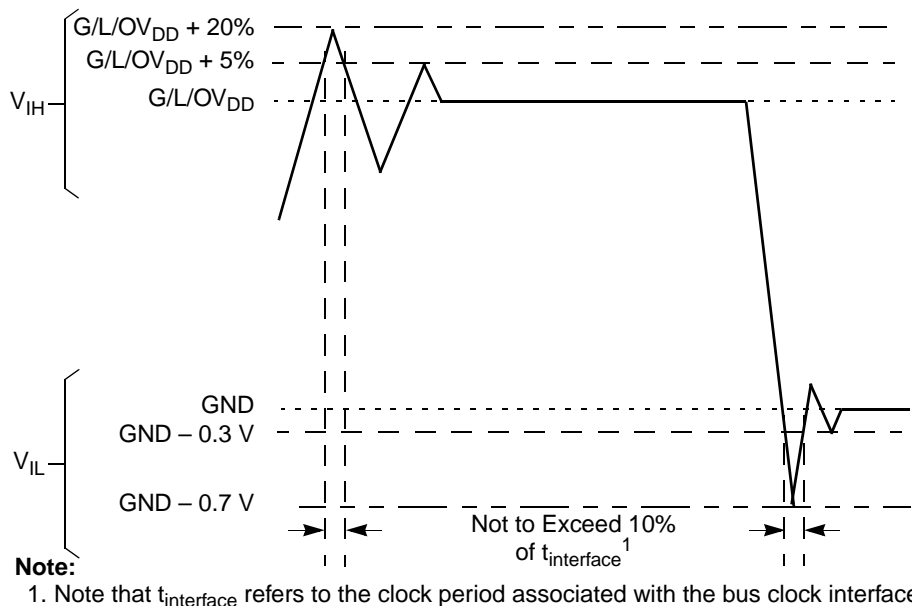 G/L/OVDD + 20%
G/L/OVDD + 5%
G/L/OVDD
VIH
GND
GND – 0.3 V
VIL
GND – 0.7 V
Not to Exceed 10%
of tinterface1
Note:
1. Note that tinterface refers to the clock period associated with the bus clock interface